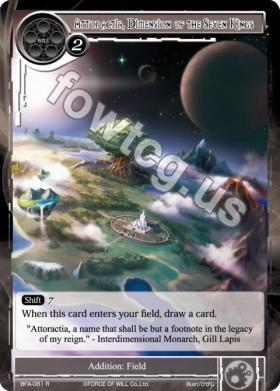 Attoractia, Dimension of the Seven Kings
WILL
2
fowtcg.us
Shift 7
When this card enters your field, draw a card.
"Attoractia, a name that shall be but a footnote in the legacy
of my reign." - Interdimensional Monarch, Gill Lapis
Addition: Field
BFA-081 R
©FORCE OF WILL Co.,Ltd.